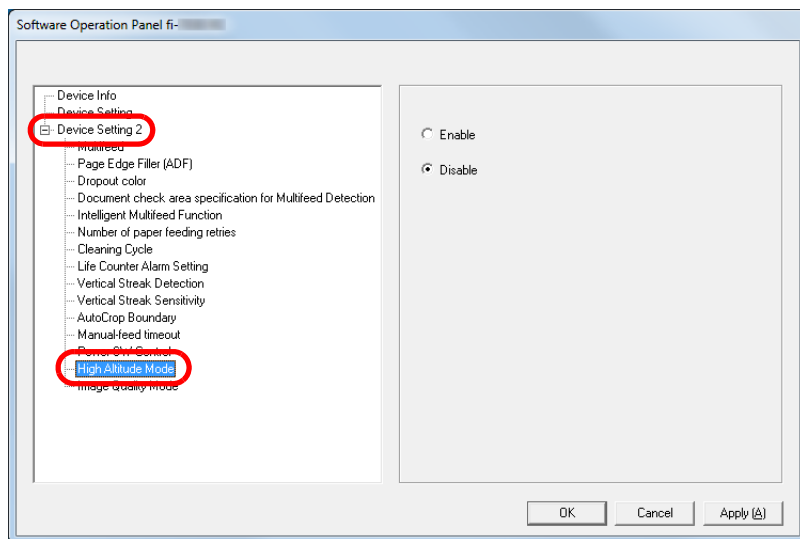 Software Operation Panel fi-
Device Info
Device Setting
Device Setting 2
Multifeed
Page Edge Filler (ADF)
Dropout color
Document check area specification for Multifeed Detection
Intelligent Multifeed Function
Number of paper feeding retries
Cleaning Cycle
Life Counter Alarm Setting
Vertical Streak Detection
Vertical Streak Sensitivity
AutoCrop Boundary
Manual-feed timeout
Power SW Control
High Altitude Mode
Image Quality Mode
Enable
Disable
OK Cancel Apply (A)